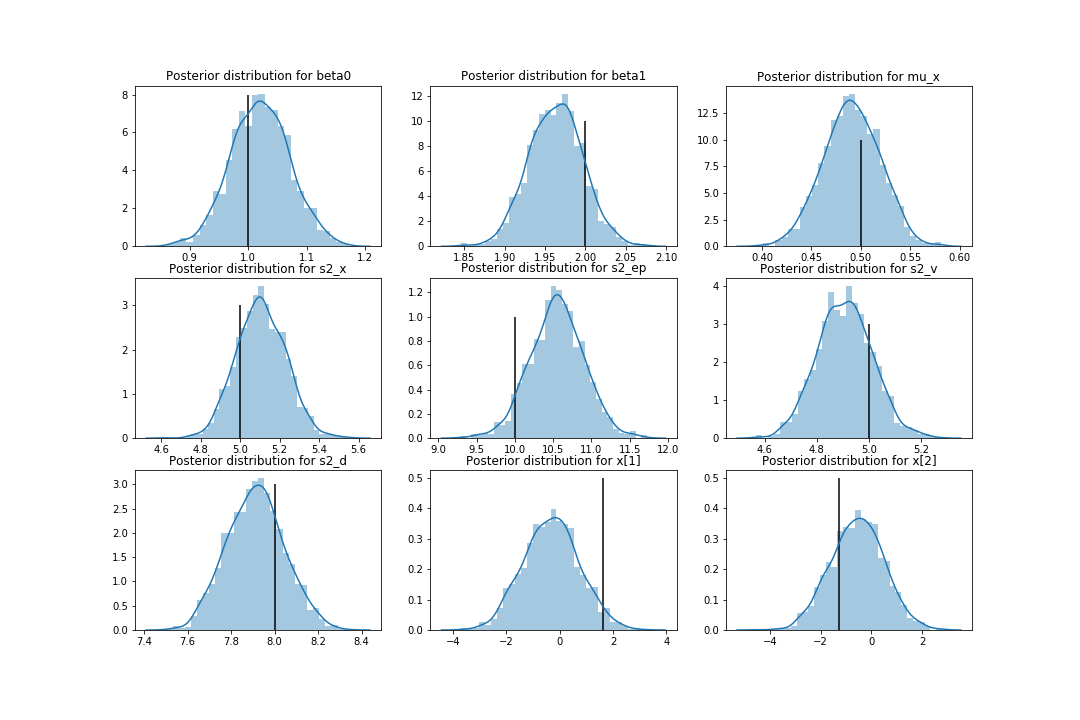 Posterior distribution for beta0
Posterior distribution for beta1
Posterior distribution for mu_x
8
6
4
2
0
0.9 1.0 1.1 1.2
12
10
8
6
4
2
0
1.85 1.90 1.95 2.00 2.05 2.10
12.5
10.0
7.5
5.0
2.5
0.0
0.40 0.45 0.50 0.55 0.60
Posterior distribution for s2_x
Posterior distribution for s2_ep
Posterior distribution for s2_v
3
2
1
0
4.6 4.8 5.0 5.2 5.4 5.6
1.2
1.0
0.8
0.6
0.4
0.2
0.0
9.0 9.5 10.0 10.5 11.0 11.5 12.0
4
3
2
1
0
4.6 4.8 5.0 5.2
Posterior distribution for s2_d
Posterior distribution for x[1]
Posterior distribution for x[2]
3.0
2.5
2.0
1.5
1.0
0.5
0.0
7.4 7.6 7.8 8.0 8.2 8.4
0.5
0.4
0.3
0.2
0.1
0.0
−4 −2 0 2 4
0.5
0.4
0.3
0.2
0.1
0.0
−4 −2 0 2